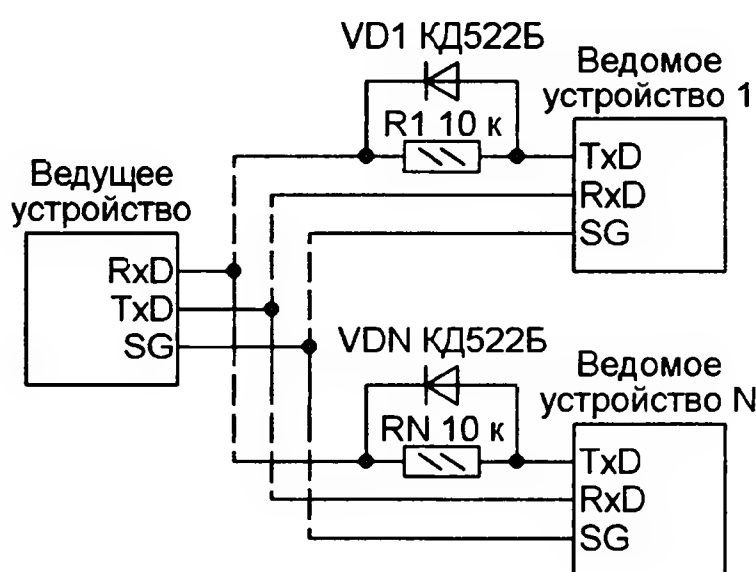 VD1 КД522Б
R1 10 к
Ведомое
устройство 1
TxD
RxD
SG
Ведущее
устройство
RxD
TxD
SG
VDN КД522Б
RN 10 к
Ведомое
устройство N
TxD
RxD
SG